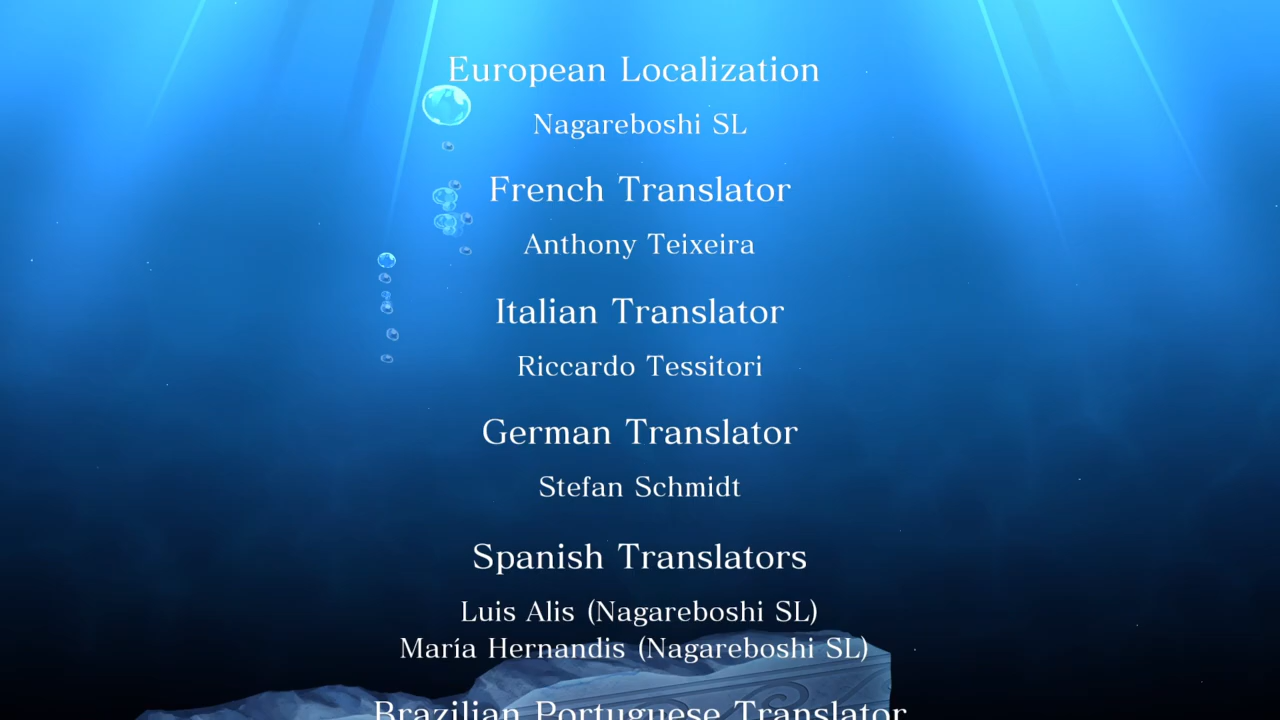 European Localization
Nagareboshi SL
French Translator
Anthony Teixeira
Italian Translator
Riccardo Tessitori
German Translator
Stefan Schmidt
Spanish Translators
Luis Alis (Nagareboshi SL)
María Hernandis (Nagareboshi SL)
Brazilian Portuguese Translator